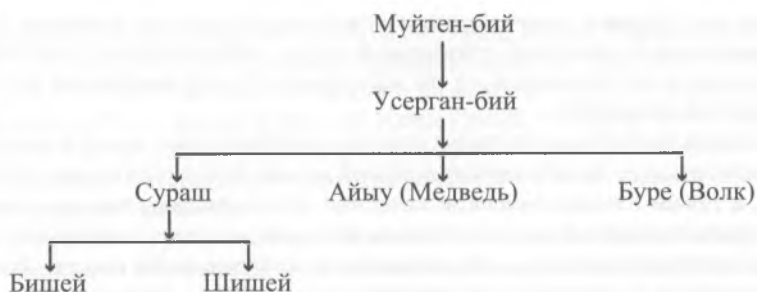 Муйтен-бий
Усерган-бий
Сураш Айыу (Медведь) Буре (Волк)
Бишей Шишей